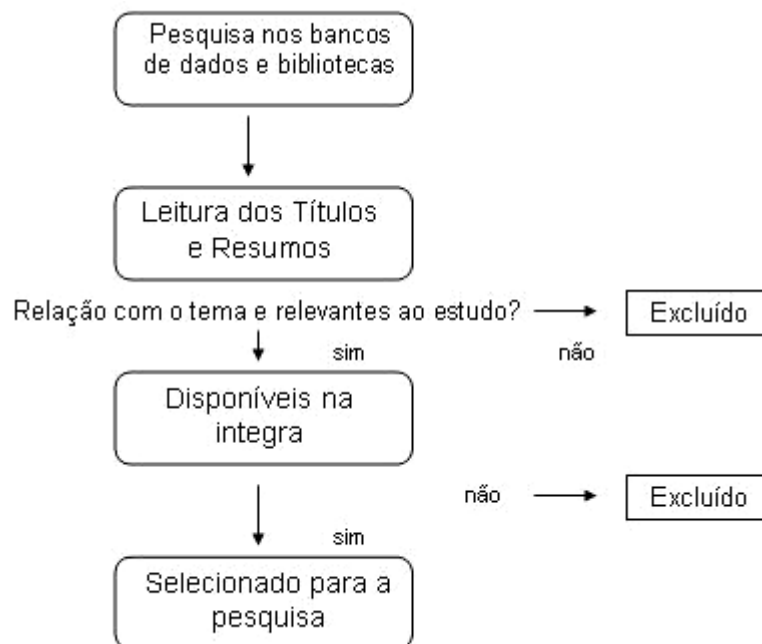 Pesquisa nos bancos
de dados e bibliotecas
Leitura dos Títulos
e Resumos
Relação com o tema e relevantes ao estudo?
Excluído
sim
não
Disponíveis na
integra
não
Excluído
sim
Selecionado para a
pesquisa